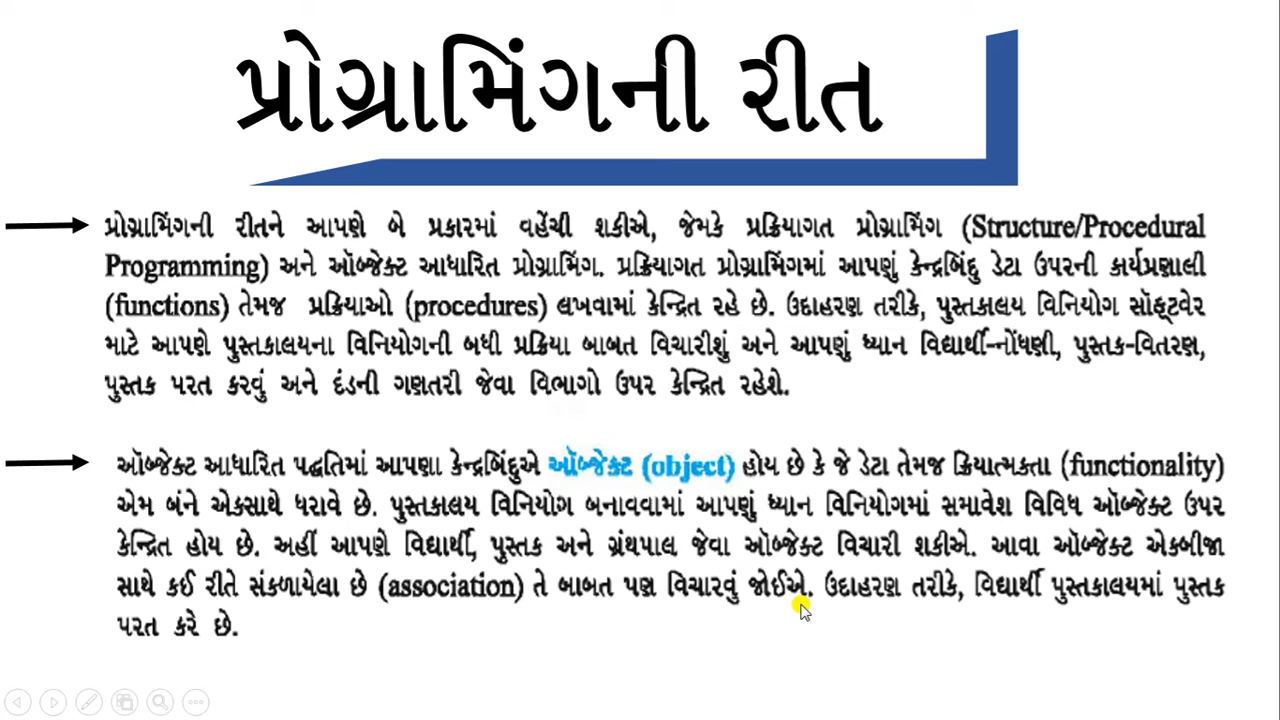 પ્રોગ્રામિંગની રીત
પ્રોગ્રામિંગની રીતને આપણે બે પ્રકારમાં વહેંચી શકીએ, જેમકે પ્રક્રિયાગત પ્રોગ્રામિંગ (Structure/Procedural
Programming) અને ઑબ્જેક્ટ આધારિત પ્રોગ્રામિંગ. પ્રક્રિયાગત પ્રોગ્રામિંગમાં આપણું કેન્દ્રબિંદુ ડેટા ઉપરની કાર્યપ્રણાલી
(functions) તેમજ પ્રક્રિયાઓ (procedures) લખવામાં કેન્દ્રિત રહે છે. ઉદાહરણ તરીકે, પુસ્તકાલય વિનિયોગ સૉફ્ટવેર
માટે આપણે પુસ્તકાલયના વિનિયોગની બધી પ્રક્રિયા બાબત વિચારીશું અને આપણું ધ્યાન વિદ્યાર્થી-નોંધણી, પુસ્તક-વિતરણ,
પુસ્તક પરત કરવું અને દંડની ગણતરી જેવા વિભાગો ઉપર કેન્દ્રિત રહેશે.
ઑબ્જેક્ટ આધારિત પદ્ધતિમાં આપણા કેન્દ્રબિંદુએ ઑબ્જેક્ટ (object) હોય છે કે જે ડેટા તેમજ ક્રિયાત્મકતા (functionality)
એમ બંને એકસાથે ધરાવે છે. પુસ્તકાલય વિનિયોગ બનાવવામાં આપણું ધ્યાન વિનિયોગમાં સમાવેશ વિવિધ ઑબ્જેક્ટ ઉપર
કેન્દ્રિત હોય છે. અહીં આપણે વિદ્યાર્થી, પુસ્તક અને ગ્રંથપાલ જેવા ઑબ્જેક્ટ વિચારી શકીએ. આવા ઑબ્જેક્ટ એકબીજા
સાથે કઈ રીતે સંકળાયેલા છે (association) તે બાબત પણ વિચારવું જોઈએ. ઉદાહરણ તરીકે, વિદ્યાર્થી પુસ્તકાલયમાં પુસ્તક
પરત કરે છે.